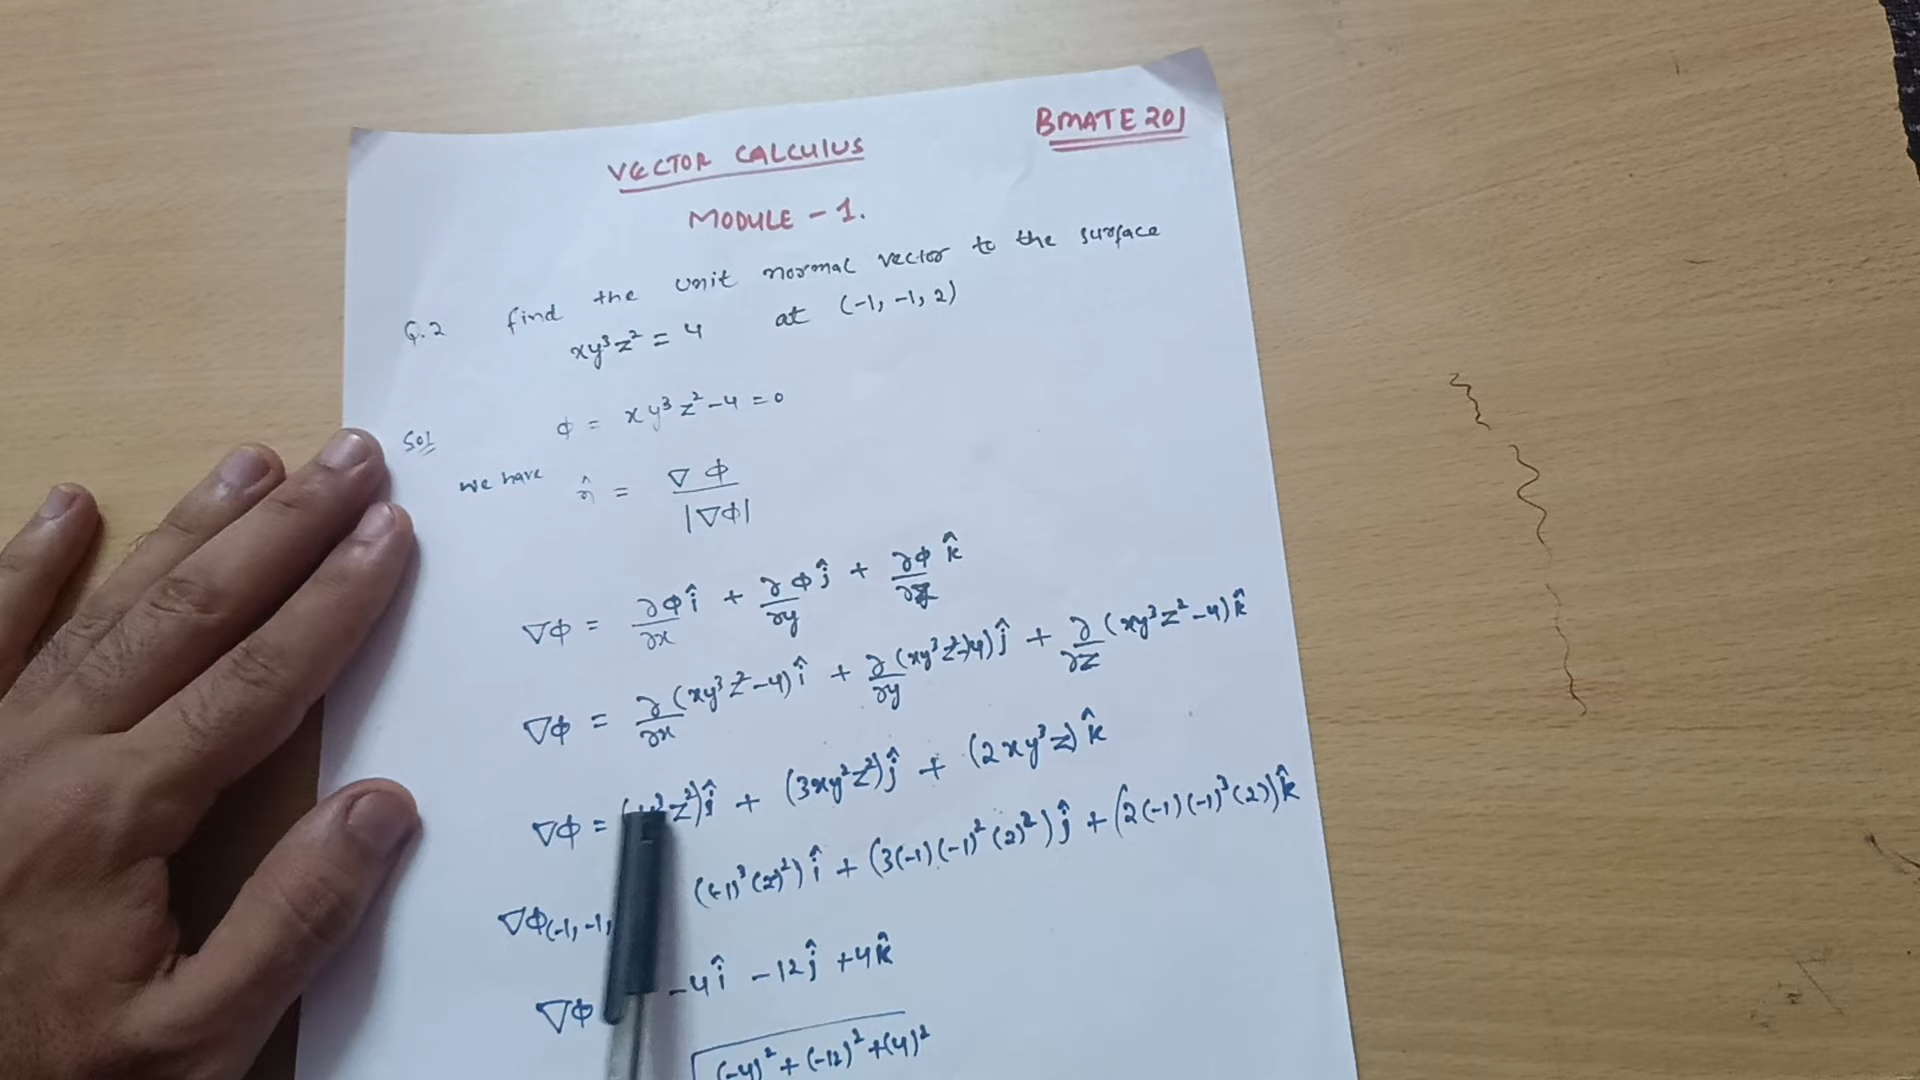 VECTOR CALCULUS
BMATE 201
MODULE - 1.
Q.2 find the unit normal vector to the surface
xy³z² = 4 at (-1, -1, 2)
Sol
ϕ = xy³z² - 4 = 0
we have n̂ = ∇ϕ / |∇ϕ|
∇ϕ = ∂ϕ/∂x î + ∂ϕ/∂y ĵ + ∂ϕ/∂z k̂
∇ϕ = ∂/∂x (xy³z² - 4) î + ∂/∂y (xy³z² - 4) ĵ + ∂/∂z (xy³z² - 4) k̂
∇ϕ = (y³z²) î + (3xy²z²) ĵ + (2xy³z) k̂
∇ϕ(-1, -1, ((-1)³(2)²) î + (3(-1)(-1)²(2)²) ĵ + (2(-1)(-1)³(2)) k̂
∇ϕ -4î - 12ĵ + 4k̂
√(-4)² + (-12)² + (4)²